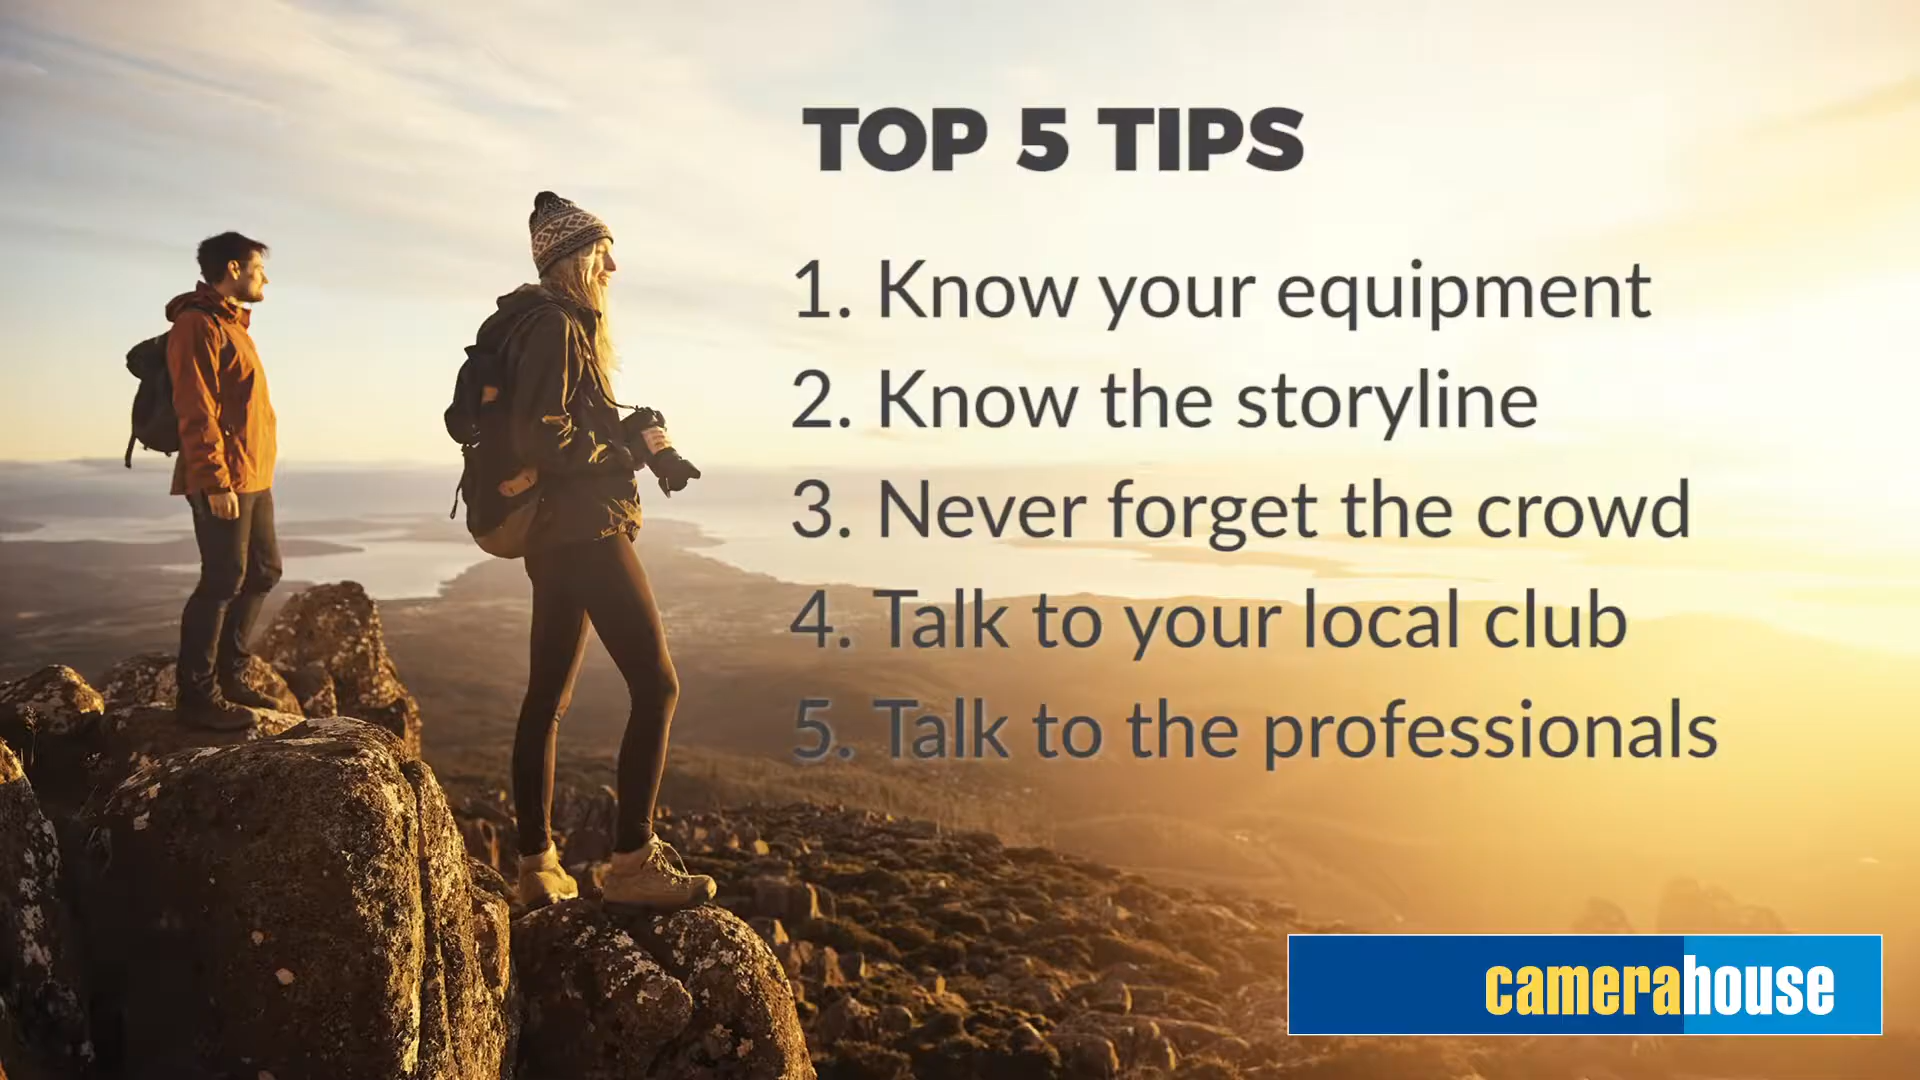 TOP 5 TIPS
1. Know your equipment
2. Know the storyline
3. Never forget the crowd
4. Talk to your local club
5. Talk to the professionals
camerahouse